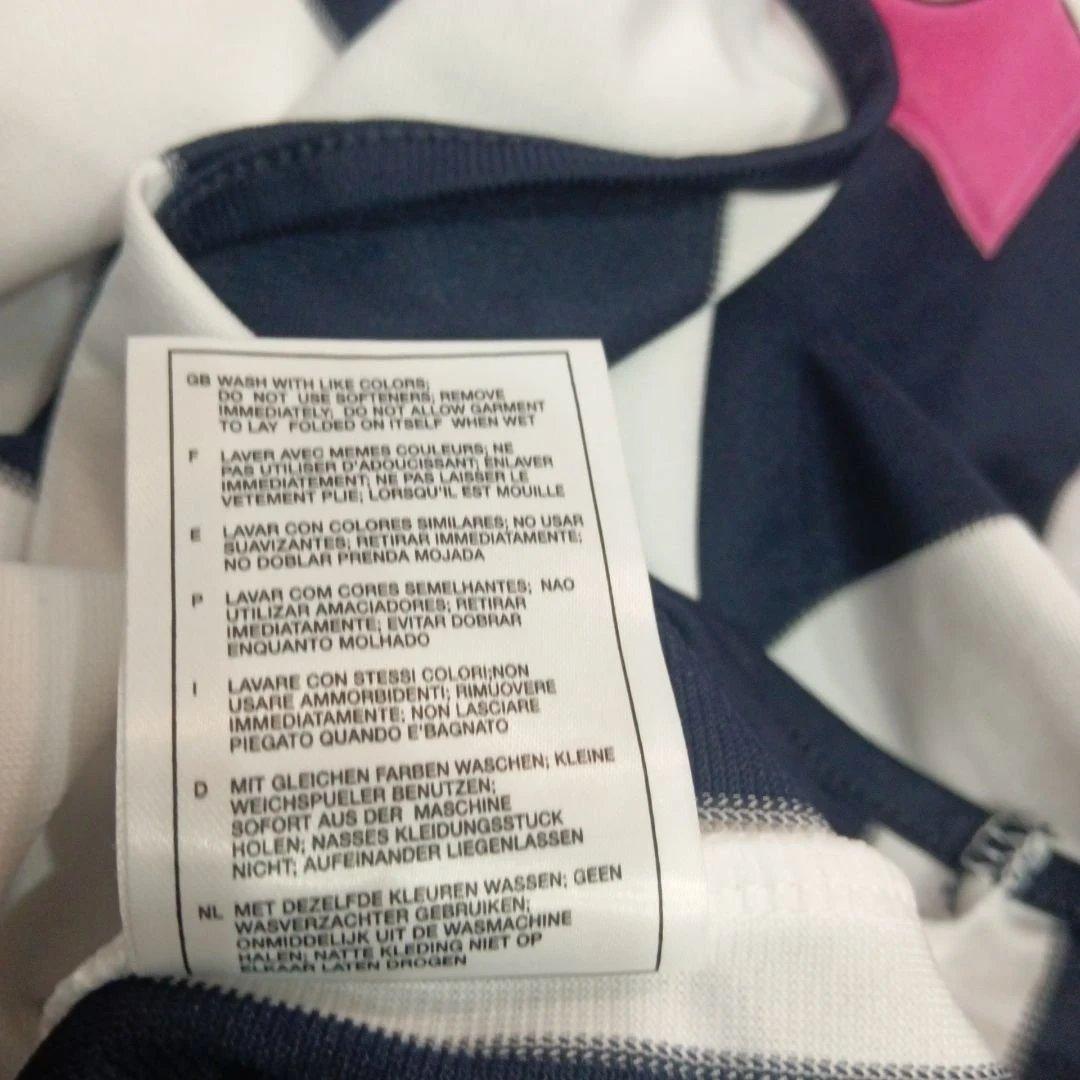 GB WASH WITH LIKE COLORS;
DO NOT USE SOFTENERS; REMOVE
IMMEDIATELY; DO NOT ALLOW GARMENT
TO LAY FOLDED ON ITSELF WHEN WET
F LAVER AVEC MEMES COULEURS; NE
PAS UTILISER D'ADOUCISSANT; ENLAVER
IMMEDIATEMENT; NE PAS LAISSER LE
VETEMENT PLIE; LORSQU'IL EST MOUILLE
E LAVAR CON COLORES SIMILARES; NO USAR
SUAVIZANTES; RETIRAR IMMEDIATAMENTE;
NO DOBLAR PRENDA MOJADA
P LAVAR COM CORES SEMELHANTES; NAO
UTILIZAR AMACIADORES; RETIRAR
IMEDIATAMENTE; EVITAR DOBRAR
ENQUANTO MOLHADO
I LAVARE CON STESSI COLORI;NON
USARE AMMORBIDENTI; RIMUOVERE
IMMEDIATAMENTE; NON LASCIARE
PIEGATO QUANDO E'BAGNATO
D MIT GLEICHEN FARBEN WASCHEN; KLEINE
WEICHSPUELER BENUTZEN;
SOFORT AUS DER MASCHINE
HOLEN; NASSES KLEIDUNGSSTUCK
NICHT; AUFEINANDER LIEGENLASSEN
NL MET DEZELFDE KLEUREN WASSEN; GEEN
WASVERZACHTER GEBRUIKEN;
ONMIDDELIJK UIT DE WASMACHINE
HALEN; NATTE KLEDING NIET OP
ELKAAR LATEN DROGEN